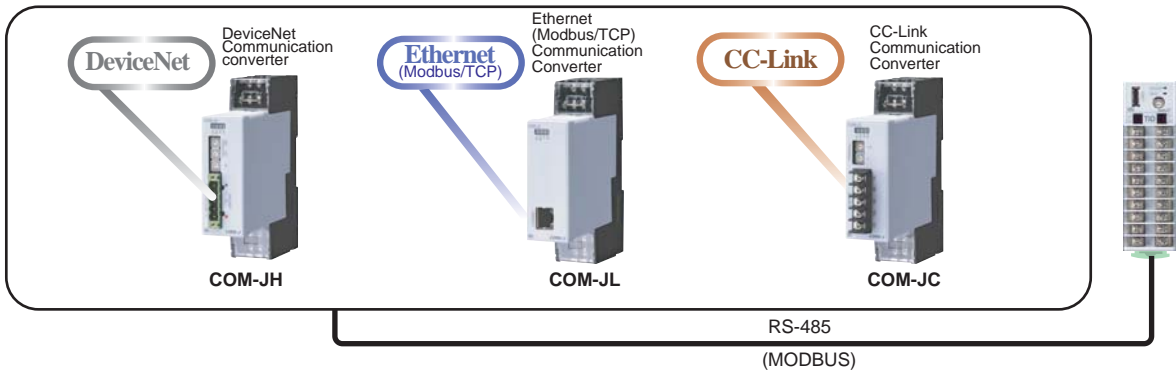 DeviceNet
DeviceNet
Communication
converter
COM-JH
Ethernet
(Modbus/TCP)
Ethernet
(Modbus/TCP)
Communication
Converter
COM-JL
CC-Link
CC-Link
Communication
Converter
COM-JC
TIO
RS-485
(MODBUS)